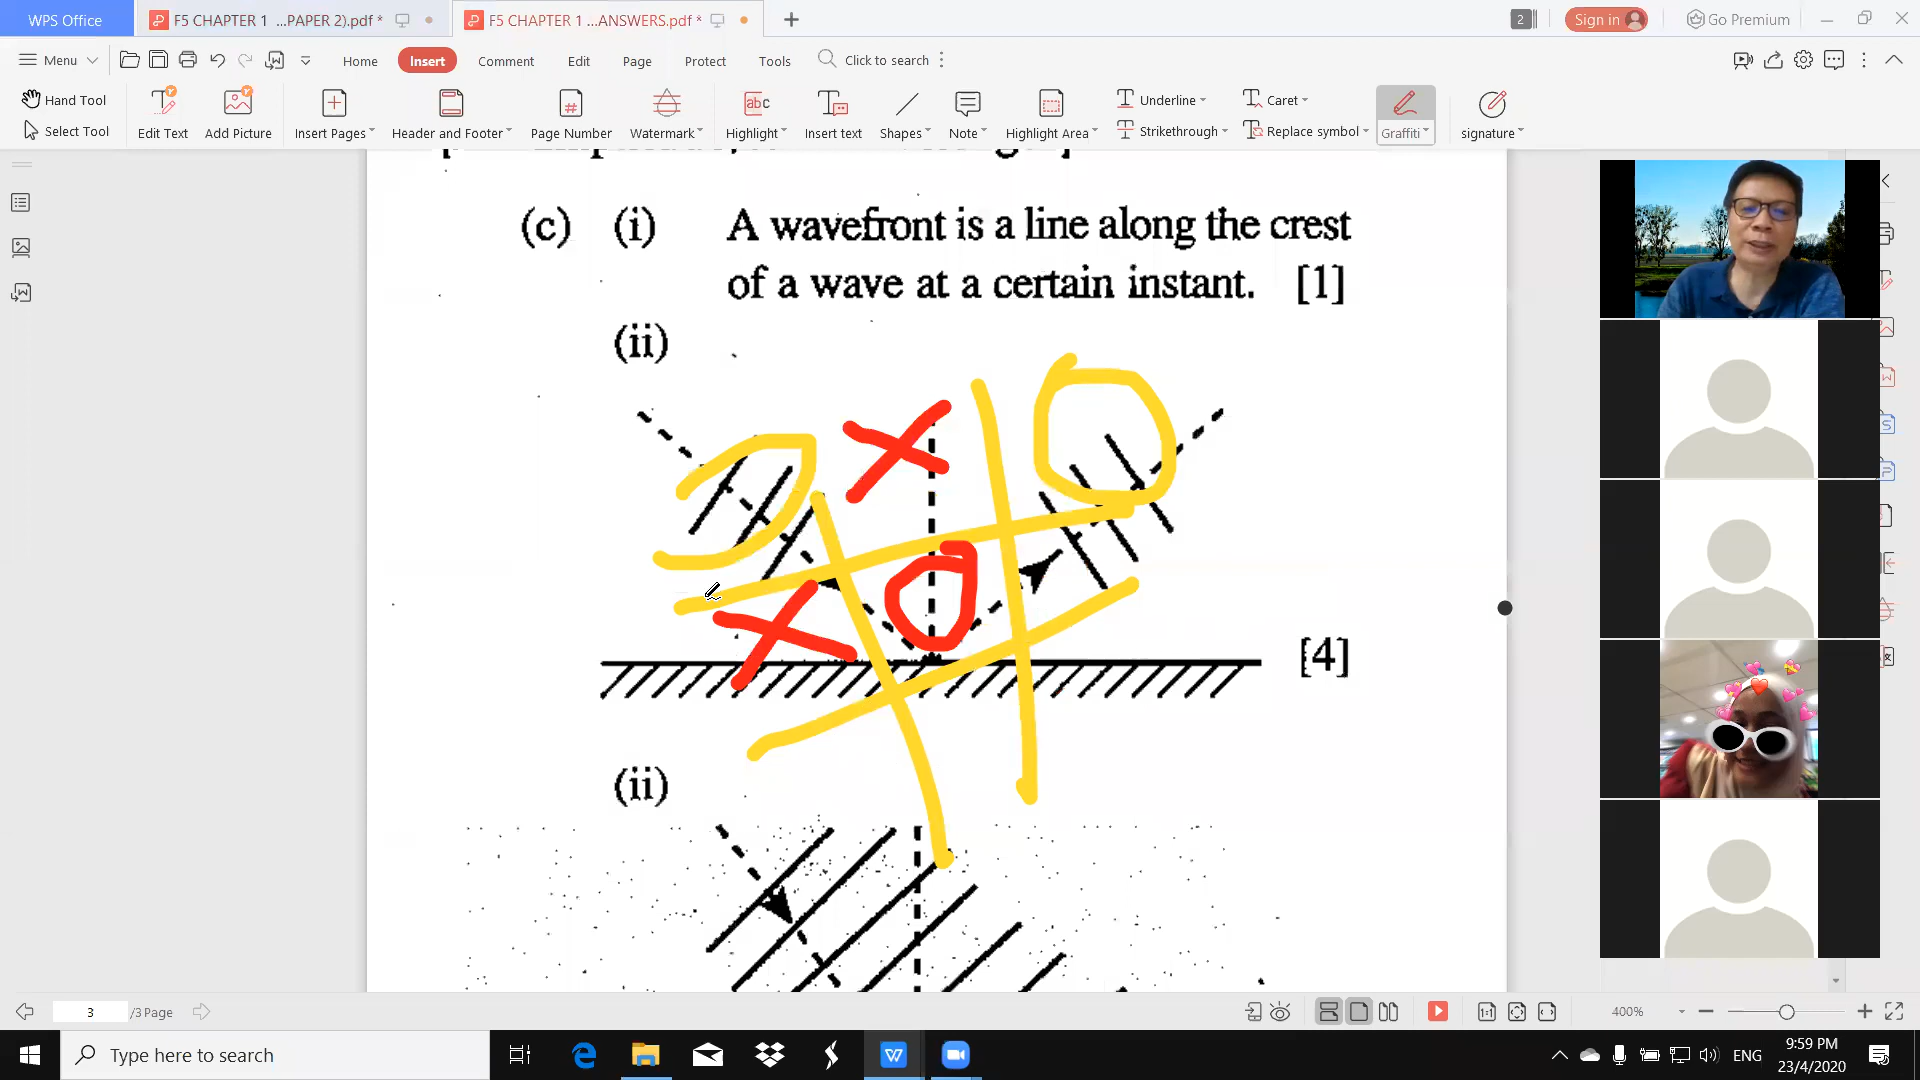 WPS Office
F5 CHAPTER 1 ...PAPER 2).pdf *
F5 CHAPTER 1 ...ANSWERS.pdf *
2
Sign in
Go Premium
Menu
Home
Insert
Comment
Edit
Page
Protect
Tools
Click to search
Hand Tool
Select Tool
Edit Text
Add Picture
Insert Pages
Header and Footer
Page Number
Watermark
Highlight
Insert text
Shapes
Note
Highlight Area
Underline
Strikethrough
Caret
Replace symbol
Graffiti
signature
(c) (i) A wavefront is a line along the crest
of a wave at a certain instant. [1]
(ii)
X
O
X O
[4]
(ii)
3 /3 Page
400%
Type here to search
ENG
9:59 PM
23/4/2020